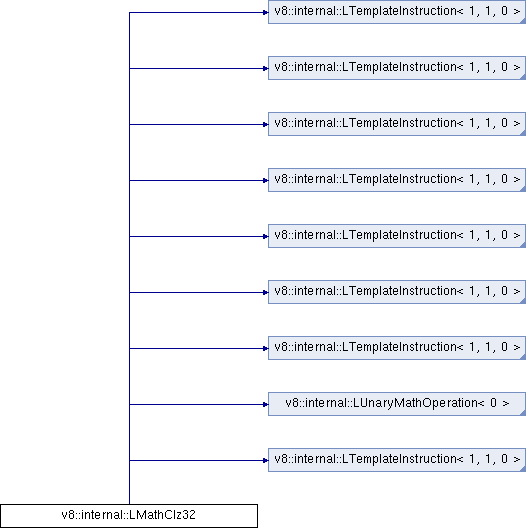 v8::internal::LTemplateInstruction< 1, 1, 0 >
v8::internal::LTemplateInstruction< 1, 1, 0 >
v8::internal::LTemplateInstruction< 1, 1, 0 >
v8::internal::LTemplateInstruction< 1, 1, 0 >
v8::internal::LTemplateInstruction< 1, 1, 0 >
v8::internal::LTemplateInstruction< 1, 1, 0 >
v8::internal::LTemplateInstruction< 1, 1, 0 >
v8::internal::LUnaryMathOperation< 0 >
v8::internal::LTemplateInstruction< 1, 1, 0 >
v8::internal::LMathClz32